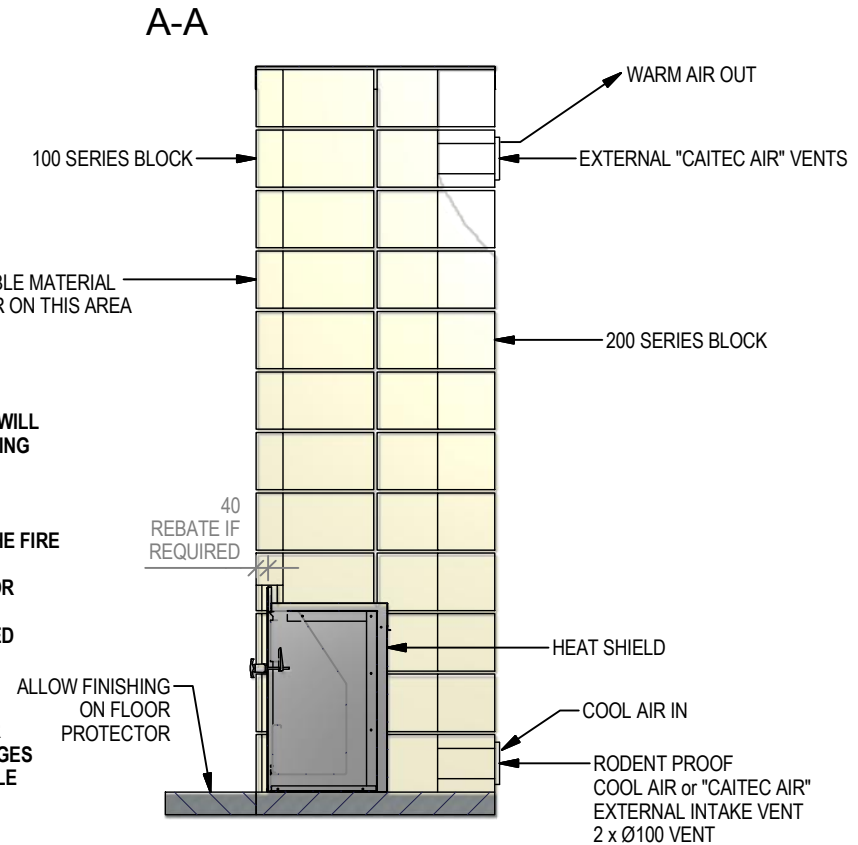 A-A
WARM AIR OUT
100 SERIES BLOCK
EXTERNAL "CAITEC AIR" VENTS
BLE MATERIAL
R ON THIS AREA
200 SERIES BLOCK
WILL
ING
40
REBATE IF
REQUIRED
E FIRE
OR
ED
HEAT SHIELD
ALLOW FINISHING
ON FLOOR
PROTECTOR
GES
LE
COOL AIR IN
RODENT PROOF
COOL AIR or "CAITEC AIR"
EXTERNAL INTAKE VENT
2 x Ø100 VENT